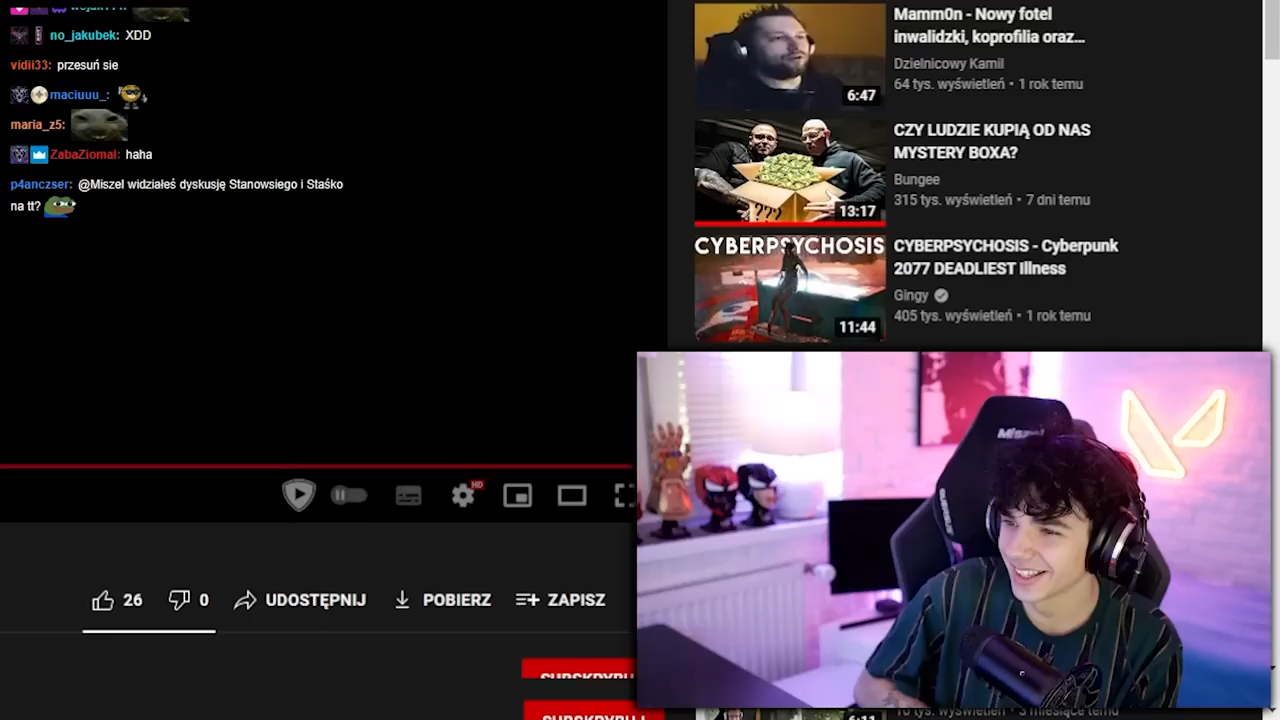 no_jakubek: XDD
vidii33: przesuń sie
maciuuu_:
maria_z5:
ZabaZiomal: haha
p4anczser: @Miszel widziałeś dyskusję Stanowsiego i Staśko
na tt?
HD
26
0
UDOSTĘPNIJ
POBIERZ
ZAPISZ
Mamm0n - Nowy fotel
inwalidzki, koprofilia oraz...
Dzielnicowy Kamil
64 tys. wyświetleń • 1 rok temu
6:47
CZY LUDZIE KUPIĄ OD NAS
MYSTERY BOXA?
Bungee
315 tys. wyświetleń • 7 dni temu
???
13:17
CYBERPSYCHOSIS
CYBERPSYCHOSIS - Cyberpunk
2077 DEADLIEST Illness
Gingy
405 tys. wyświetleń • 1 rok temu
11:44
Miszel